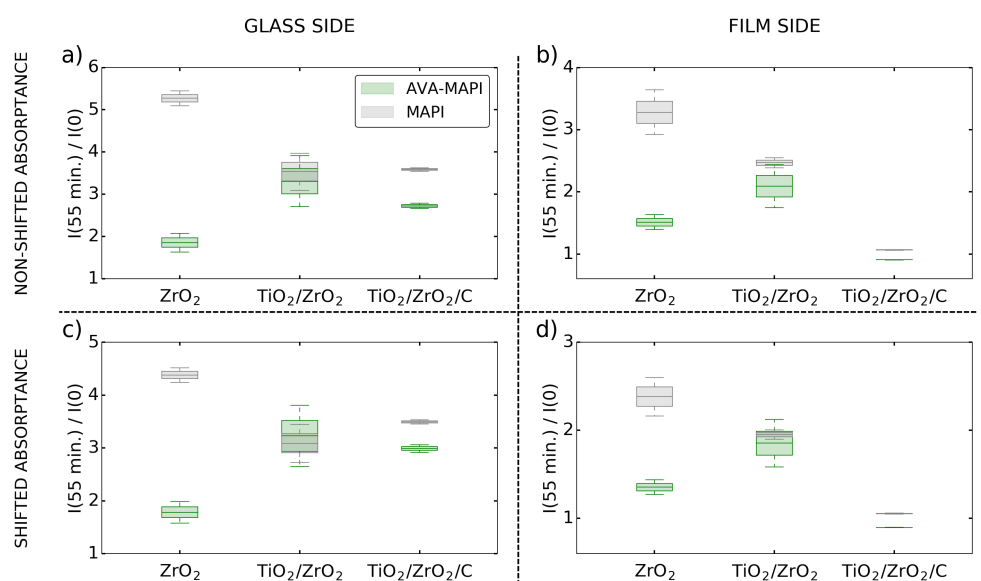 GLASS SIDE
FILM SIDE
NON-SHIFTED ABSORPTANCE
SHIFTED ABSORPTANCE
a)
I(55 min.) / I(0)
6
5
4
3
2
1
AVA-MAPI
MAPI
ZrO₂
TiO₂/ZrO₂
TiO₂/ZrO₂/C
b)
I(55 min.) / I(0)
4
3
2
1
ZrO₂
TiO₂/ZrO₂
TiO₂/ZrO₂/C
c)
I(55 min.) / I(0)
5
4
3
2
1
ZrO₂
TiO₂/ZrO₂
TiO₂/ZrO₂/C
d)
I(55 min.) / I(0)
3
2
1
ZrO₂
TiO₂/ZrO₂
TiO₂/ZrO₂/C